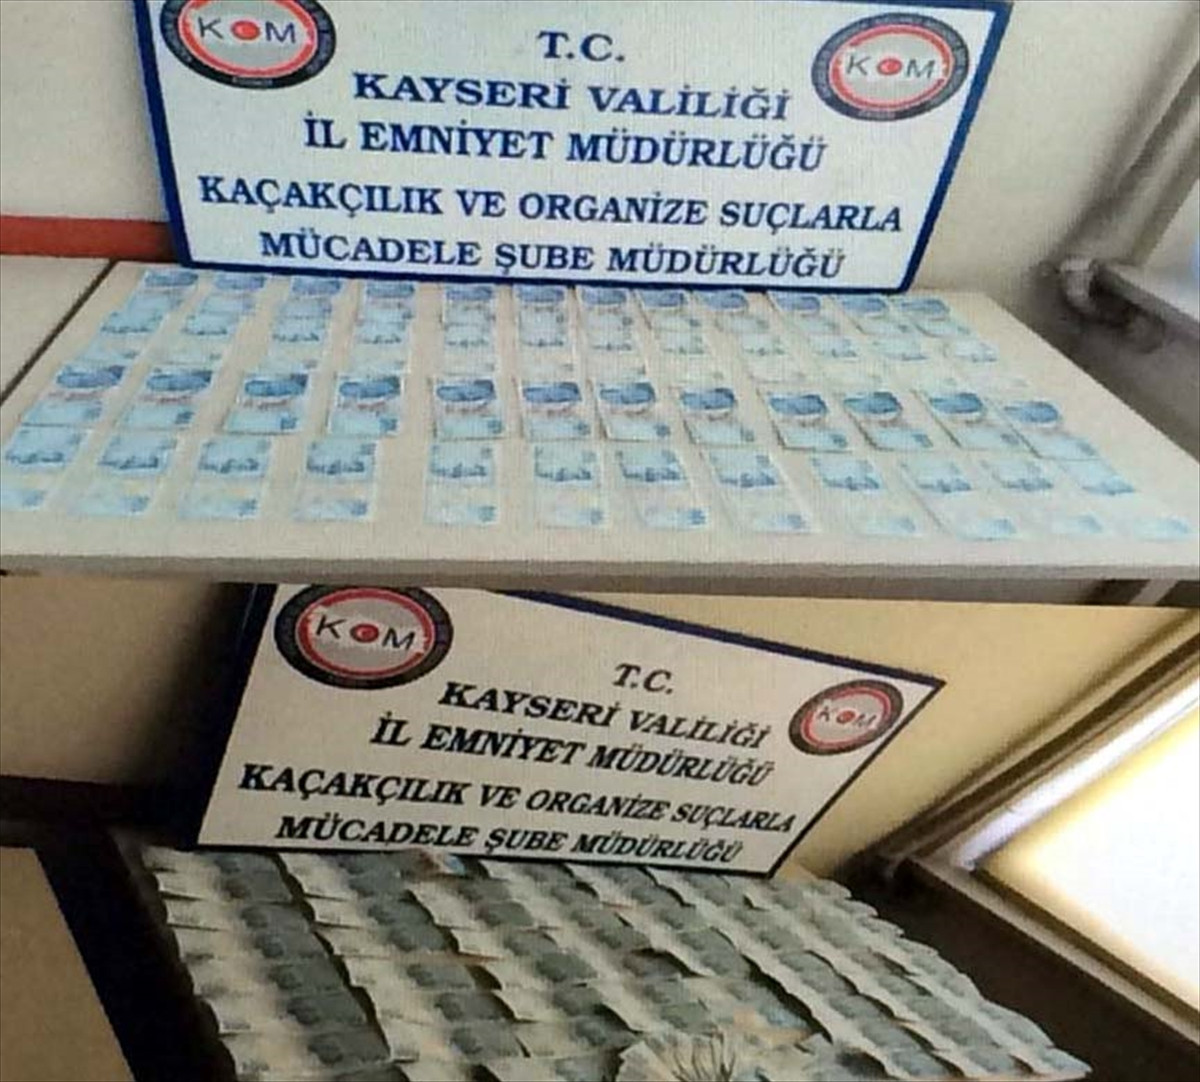 KOM
T.C.
KOM
KAYSERİ VALİLİĞİ
İL EMNİYET MÜDÜRLÜĞÜ
KAÇAKÇILIK VE ORGANİZE SUÇLARLA
MÜCADELE ŞUBE MÜDÜRLÜĞÜ
KOM
T.C.
KOM
KAYSERİ VALİLİĞİ
İL EMNİYET MÜDÜRLÜĞÜ
KAÇAKÇILIK VE ORGANİZE SUÇLARLA
MÜCADELE ŞUBE MÜDÜRLÜĞÜ